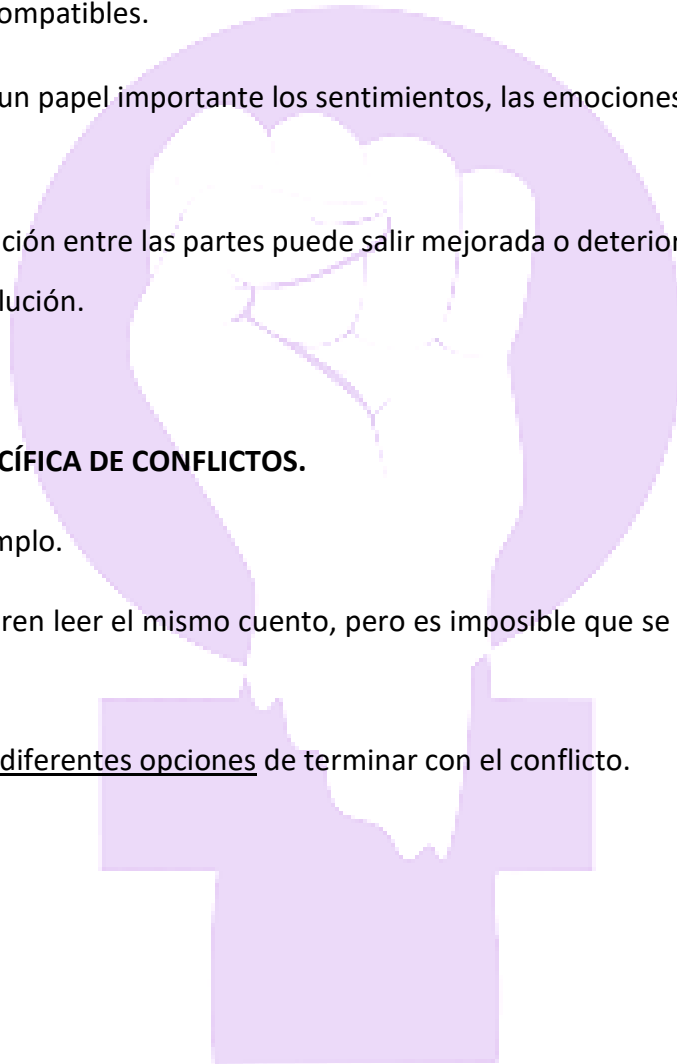 ompatibles.
un papel importante los sentimientos, las emociones
ción entre las partes puede salir mejorada o deterior
lución.
CÍFICA DE CONFLICTOS.
mplo.
ren leer el mismo cuento, pero es imposible que se
diferentes opciones de terminar con el conflicto.